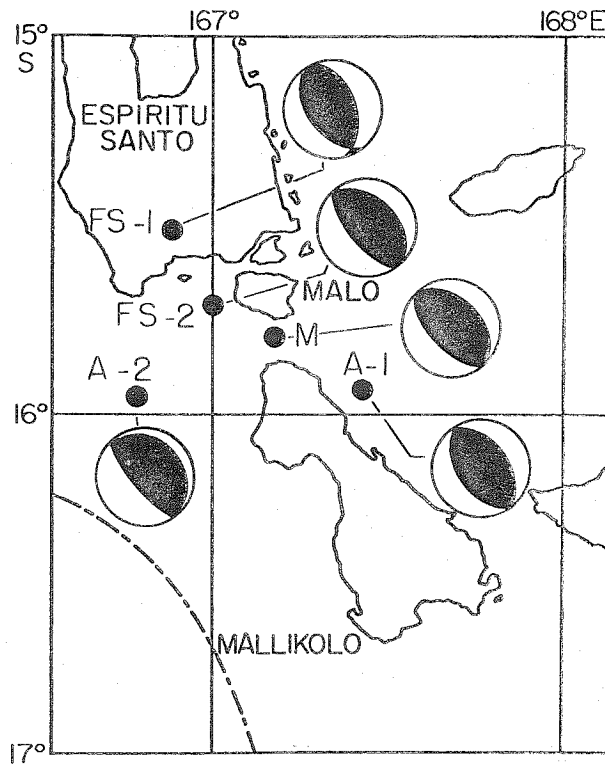 167° 168°E
15°
S
ESPIRITU
SANTO
FS-1
FS-2
MALO
-M
A-2
A-1
16°
MALLIKOLO
17°